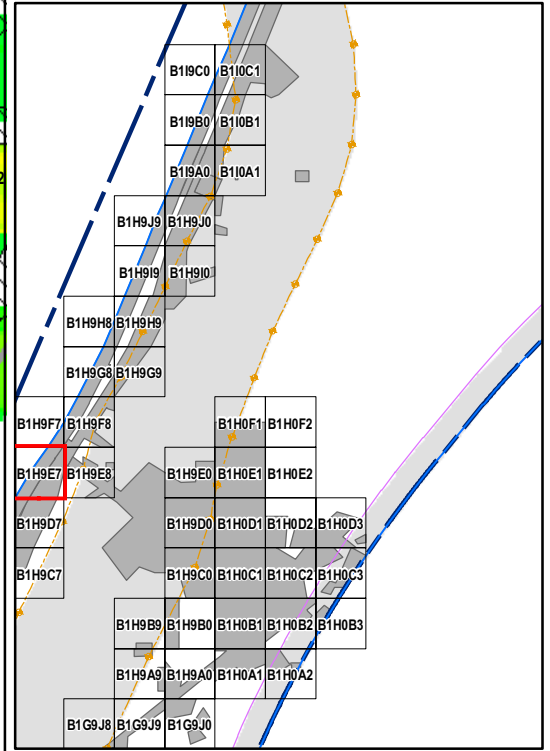 B1I9C0 B1I0C1
B1I9B0 B1I0B1
B1I9A0 B1I0A1
B1H9J9 B1H9J0
B1H9I9 B1H9I0
B1H9H8 B1H9H9
B1H9G8 B1H9G9
B1H9F7 B1H9F8 B1H0F1 B1H0F2
B1H9E7 B1H9E8 B1H9E0 B1H0E1 B1H0E2
B1H9D7 B1H9D0 B1H0D1 B1H0D2 B1H0D3
B1H9C7 B1H9C0 B1H0C1 B1H0C2 B1H0C3
B1H9B9 B1H9B0 B1H0B1 B1H0B2 B1H0B3
B1H9A9 B1H9A0 B1H0A1 B1H0A2
B1G9J8 B1G9J9 B1G9J0